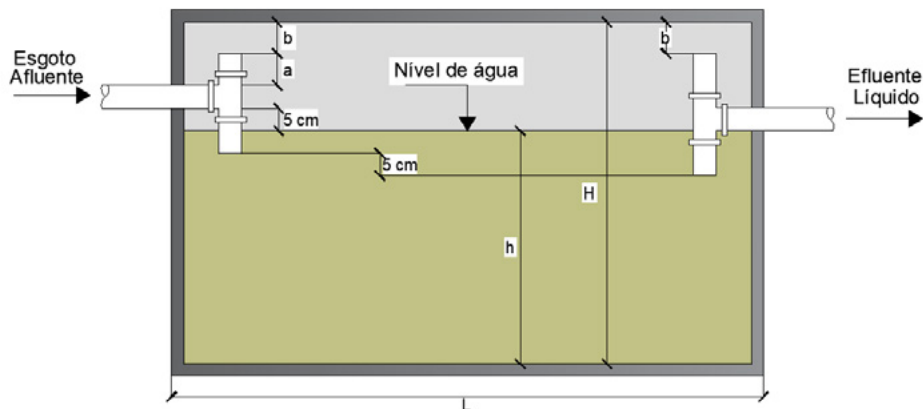 Esgoto
Afluente
b
a
5 cm
Nível de água
b
Efluente
Líquido
5 cm
H
h
L